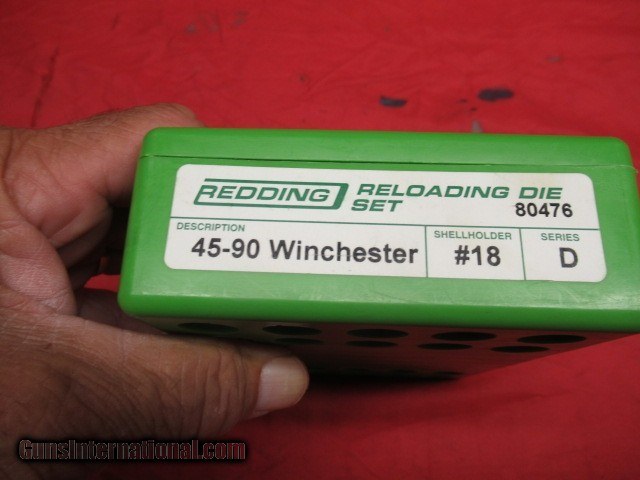 REDDING RELOADING DIE SET 80476
DESCRIPTION SHELLHOLDER SERIES
45-90 Winchester #18 D
GunsInternational.com